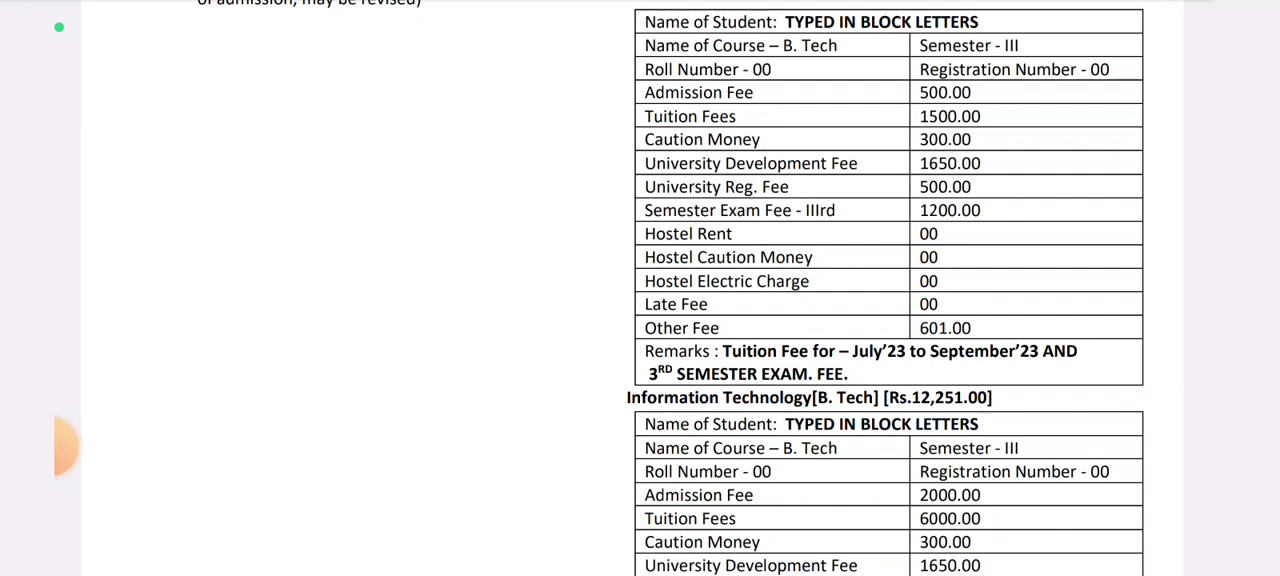 of admission, may be revised)
Name of Student: TYPED IN BLOCK LETTERS
Name of Course – B. Tech Semester - III
Roll Number - 00 Registration Number - 00
Admission Fee 500.00
Tuition Fees 1500.00
Caution Money 300.00
University Development Fee 1650.00
University Reg. Fee 500.00
Semester Exam Fee - IIIrd 1200.00
Hostel Rent 00
Hostel Caution Money 00
Hostel Electric Charge 00
Late Fee 00
Other Fee 601.00
Remarks : Tuition Fee for – July'23 to September'23 AND
3RD SEMESTER EXAM. FEE.
Information Technology[B. Tech] [Rs.12,251.00]
Name of Student: TYPED IN BLOCK LETTERS
Name of Course – B. Tech Semester - III
Roll Number - 00 Registration Number - 00
Admission Fee 2000.00
Tuition Fees 6000.00
Caution Money 300.00
University Development Fee 1650.00